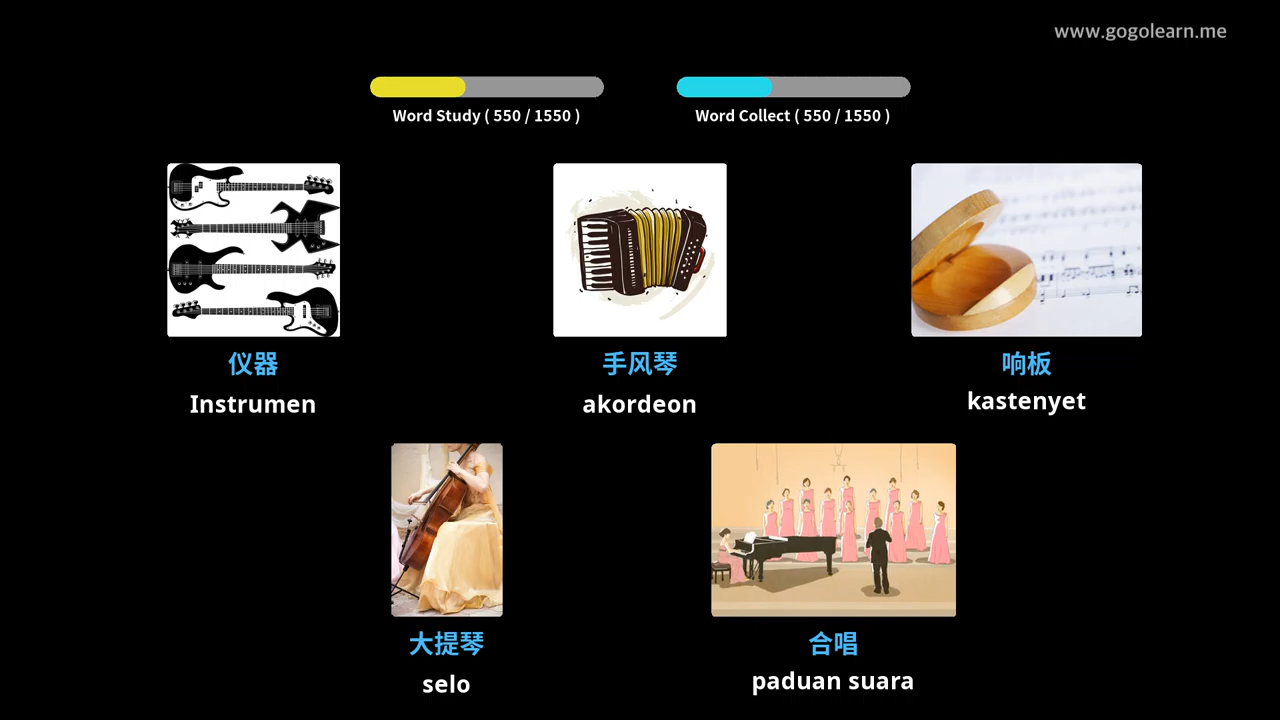 www.gogolearn.me
Word Study ( 550 / 1550 )
Word Collect ( 550 / 1550 )
仪器
手风琴
响板
Instrumen
akordeon
kastenyet
大提琴
合唱
selo
paduan suara